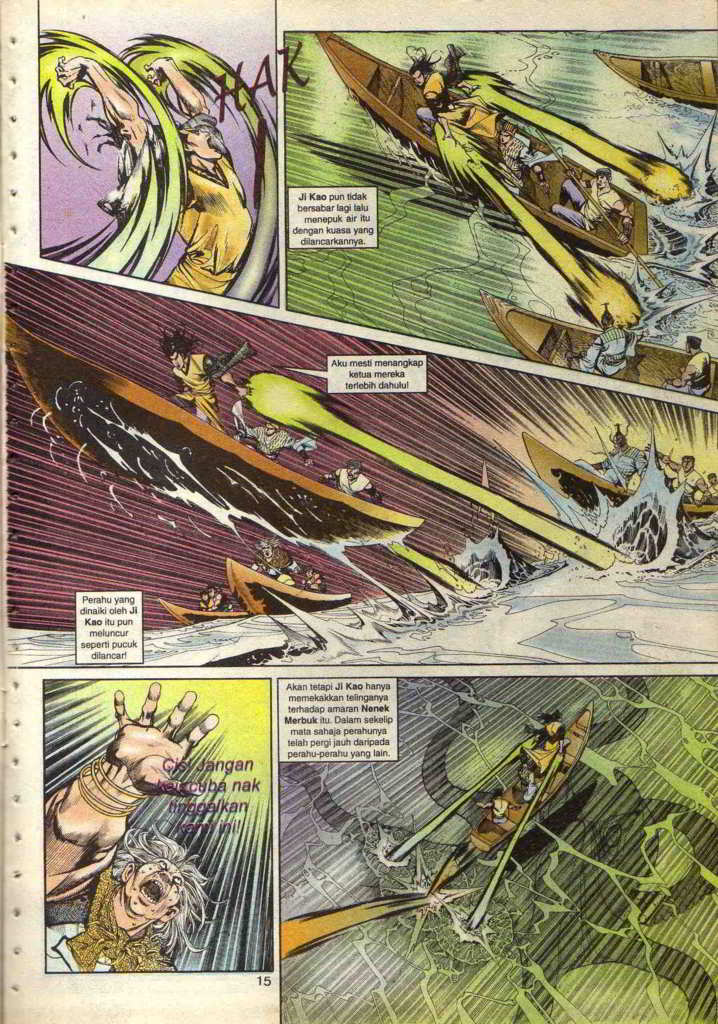 HAK
Ji Kao pun tidak
bersabar lagi lalu
menepuk air itu
dengan kuasa yang
dilancarkannya.
Aku mesti menangkap
ketua mereka
terlebih dahulu!
Perahu yang
dinaiki oleh Ji
Kao itu pun
meluncur
seperti pucuk
dilancar!
Jangan
cuba nak
tinggalkan
kami ini!
Akan tetapi Ji Kao hanya
memekakkan telinganya
terhadap amaran Nenek
Merbuk itu. Dalam sekelip
mata sahaja perahunya
telah pergi jauh daripada
perahu-perahu yang lain.
15